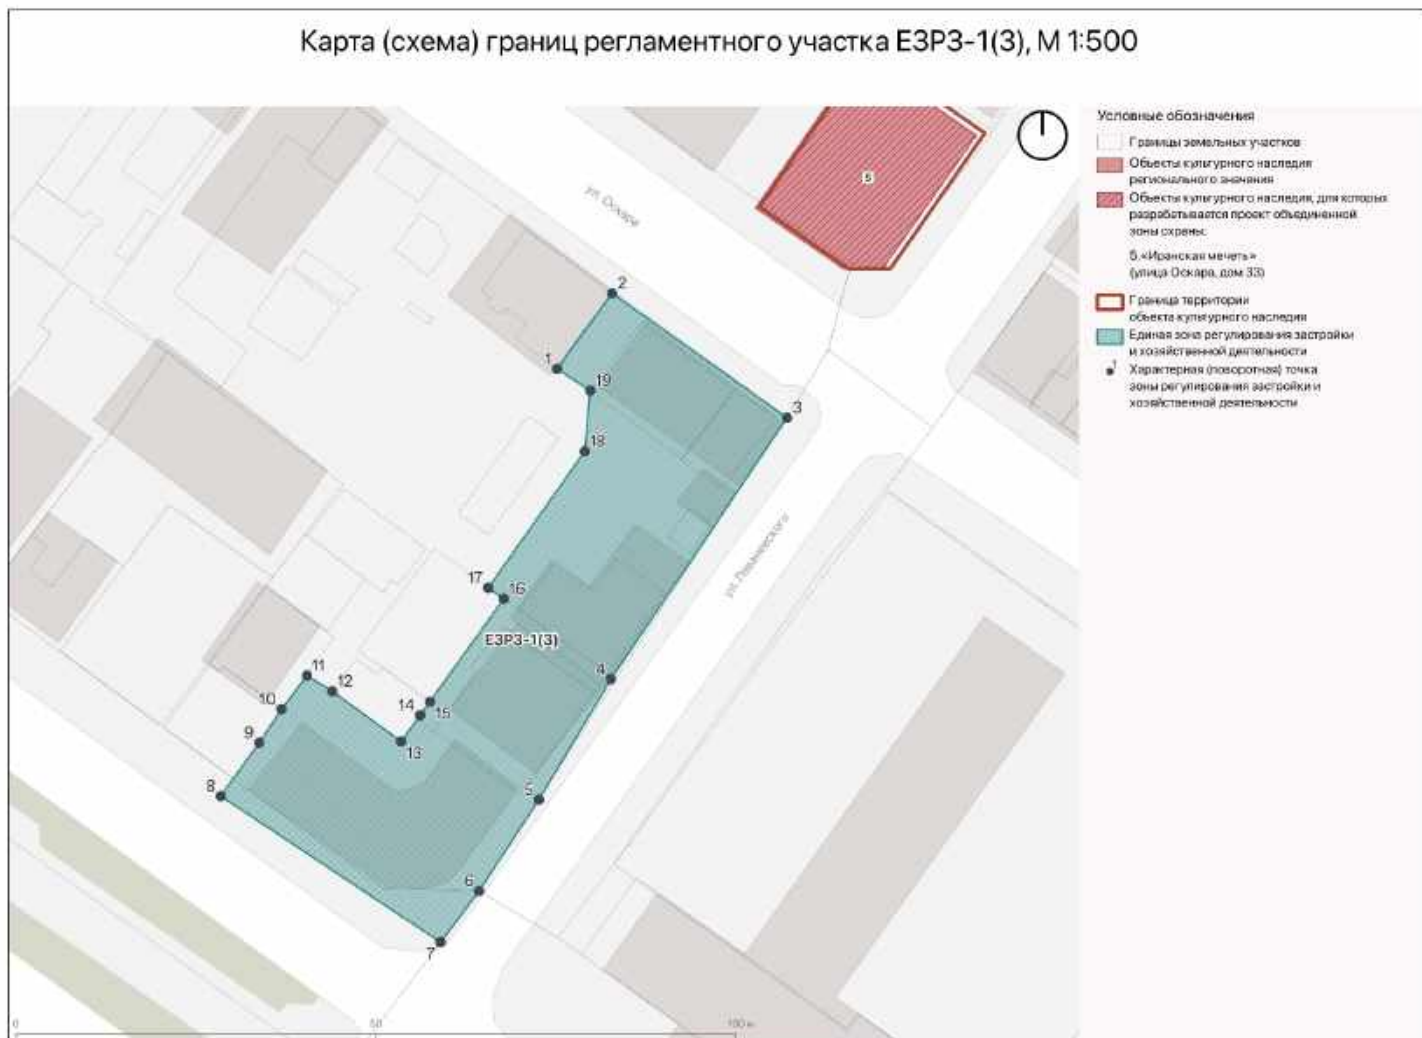 Карта (схема) границ регламентного участка ЕЗРЗ-1(3), М 1:500
Условные обозначения
Границы земельных участков
Объекты культурного наследия
регионального значения
Объекты культурного наследия, для которых
разрабатывается проект объединенной
зоны охраны:
5.«Иранская мечеть»
(улица Оскара, дом 33)
Граница территории
объекта культурного наследия
Единая зона регулирования застройки
и хозяйственной деятельности
1
Характерная (поворотная) точка
зоны регулирования застройки и
хозяйственной деятельности
5
ул. Оскара
2
1
19
3
18
ул. Леваневского
17
16
ЕЗРЗ-1(3)
4
11
12
10
14
15
9
13
8
5
6
7
0
50
100 м